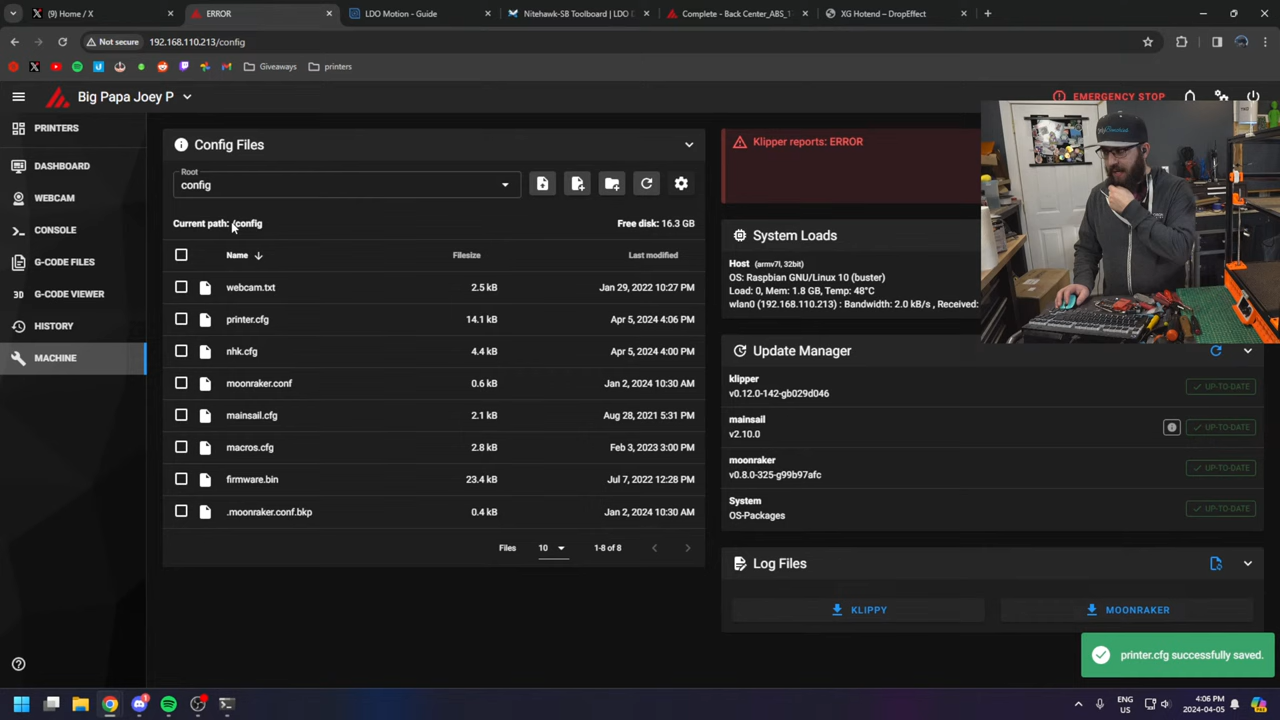 Home / X
ERROR
LDO Motion - Guide
Nitehawk-SB Toolboard | LDO D
Complete - Back Center_ABS_1
XG Hotend – DropEffect
Not secure
192.168.110.213/config
Giveaways
printers
Big Papa Joey P
EMERGENCY STOP
PRINTERS
DASHBOARD
WEBCAM
CONSOLE
G-CODE FILES
G-CODE VIEWER
HISTORY
MACHINE
Config Files
Root
config
Current path: /config
Free disk: 16.3 GB
Name
Filesize
Last modified
webcam.txt 2.5 kB Jan 29, 2022 10:27 PM
printer.cfg 14.1 kB Apr 5, 2024 4:06 PM
nhk.cfg 4.4 kB Apr 5, 2024 4:00 PM
moonraker.conf 0.6 kB Jan 2, 2024 10:30 AM
mainsail.cfg 2.1 kB Aug 28, 2021 5:31 PM
macros.cfg 2.8 kB Feb 3, 2023 3:00 PM
firmware.bin 23.4 kB Jul 7, 2022 12:28 PM
.moonraker.conf.bkp 0.4 kB Jan 2, 2024 10:30 AM
Files 10 1-8 of 8
Klipper reports: ERROR
System Loads
Host (armv7l, 32bit)
OS: Raspbian GNU/Linux 10 (buster)
Load: 0, Mem: 1.8 GB, Temp: 48°C
wlan0 (192.168.110.213) : Bandwidth: 2.0 kB/s , Received:
Update Manager
klipper
v0.12.0-142-gb029d046
UP-TO-DATE
mainsail
v2.10.0
UP-TO-DATE
moonraker
v0.8.0-325-g99b97afc
UP-TO-DATE
System
OS-Packages
UP-TO-DATE
Log Files
KLIPPY
MOONRAKER
printer.cfg successfully saved.
ENG
US
4:06 PM
2024-04-05